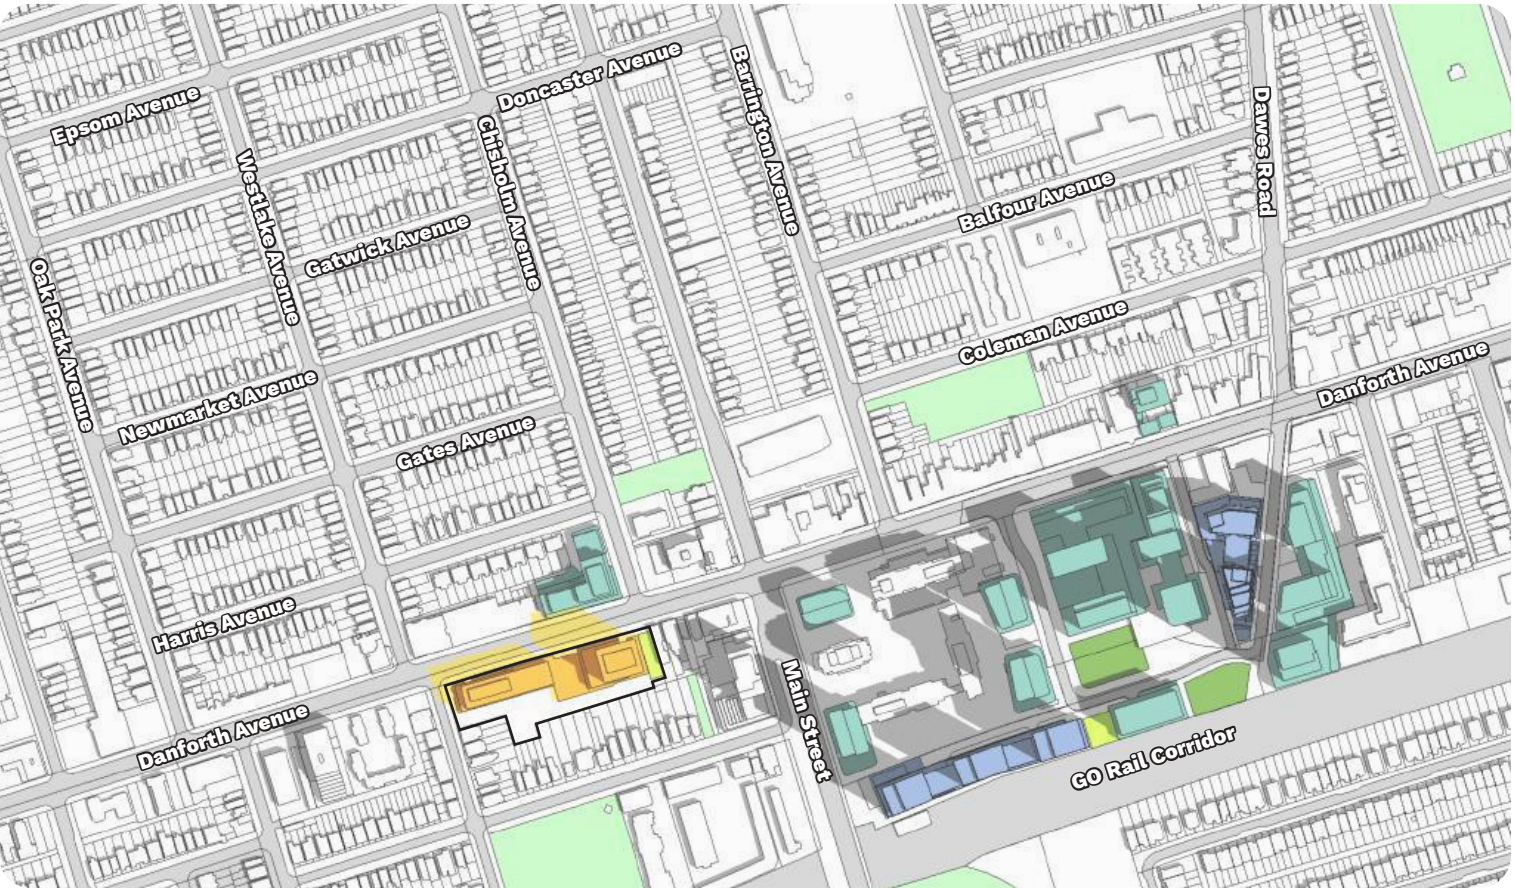 Doncaster Avenue
Epsom Avenue
Barrington Avenue
Dawes Road
Chisholm Avenue
Westlake Avenue
Balfour Avenue
Gatwick Avenue
Oak Park Avenue
Coleman Avenue
Danforth Avenue
Newmarket Avenue
Gates Avenue
Harris Avenue
Main Street
Danforth Avenue
GO Rail Corridor